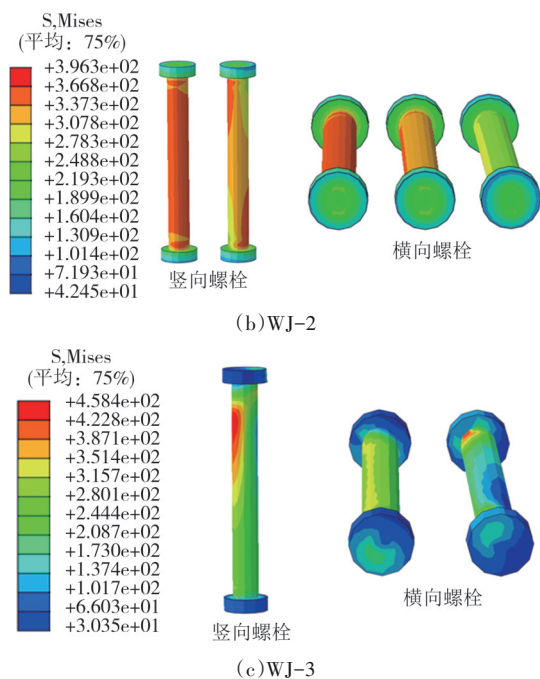 S,Mises
(平均：75%)
+3.963e+02
+3.668e+02
+3.373e+02
+3.078e+02
+2.783e+02
+2.488e+02
+2.193e+02
+1.899e+02
+1.604e+02
+1.309e+02
+1.014e+02
+7.193e+01
+4.245e+01
竖向螺栓
横向螺栓
(b)WJ-2
S,Mises
(平均：75%)
+4.584e+02
+4.228e+02
+3.871e+02
+3.514e+02
+3.157e+02
+2.801e+02
+2.444e+02
+2.087e+02
+1.730e+02
+1.374e+02
+1.017e+02
+6.603e+01
+3.035e+01
竖向螺栓
横向螺栓
(c)WJ-3